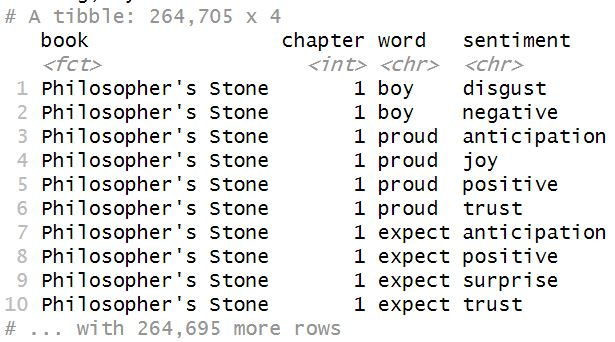 # A tibble: 264,705 x 4
book chapter word sentiment
<fct> <int> <chr> <chr>
1 Philosopher's Stone 1 boy disgust
2 Philosopher's Stone 1 boy negative
3 Philosopher's Stone 1 proud anticipation
4 Philosopher's Stone 1 proud joy
5 Philosopher's Stone 1 proud positive
6 Philosopher's Stone 1 proud trust
7 Philosopher's Stone 1 expect anticipation
8 Philosopher's Stone 1 expect positive
9 Philosopher's Stone 1 expect surprise
10 Philosopher's Stone 1 expect trust
# ... with 264,695 more rows